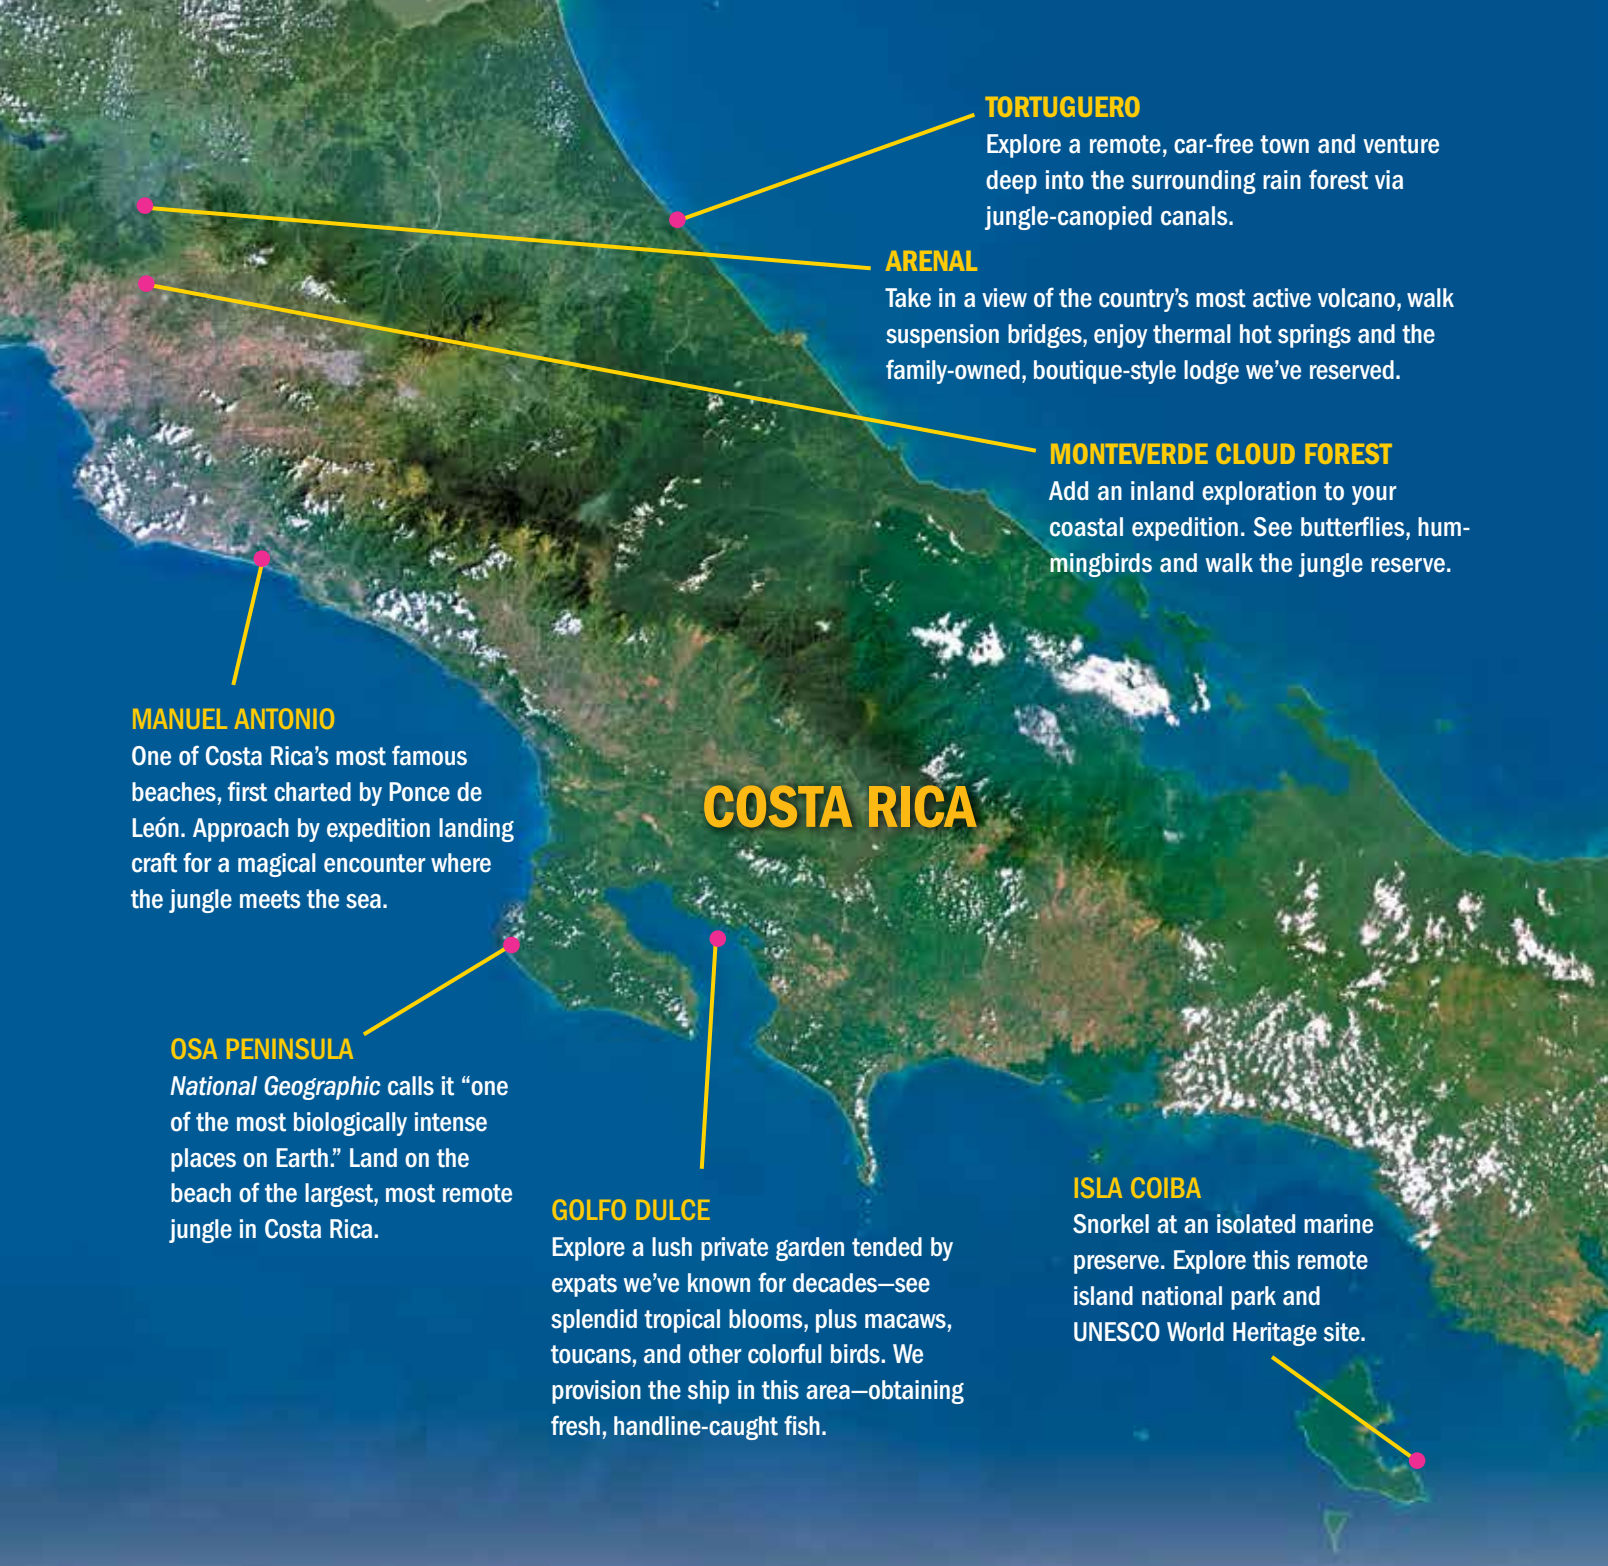 TORTUGUERO
Explore a remote, car-free town and venture
deep into the surrounding rain forest via
jungle-canopied canals.
ARENAL
Take in a view of the country's most active volcano, walk
suspension bridges, enjoy thermal hot springs and the
family-owned, boutique-style lodge we've reserved.
MONTEVERDE CLOUD FOREST
Add an inland exploration to your
coastal expedition. See butterflies, hum-
mingbirds and walk the jungle reserve.
MANUEL ANTONIO
One of Costa Rica's most famous
beaches, first charted by Ponce de
León. Approach by expedition landing
craft for a magical encounter where
the jungle meets the sea.
COSTA RICA
OSA PENINSULA
National Geographic calls it “one
of the most biologically intense
places on Earth.” Land on the
beach of the largest, most remote
jungle in Costa Rica.
GOLFO DULCE
Explore a lush private garden tended by
expats we've known for decades—see
splendid tropical blooms, plus macaws,
toucans, and other colorful birds. We
provision the ship in this area—obtaining
fresh, handline-caught fish.
ISLA COIBA
Snorkel at an isolated marine
preserve. Explore this remote
island national park and
UNESCO World Heritage site.